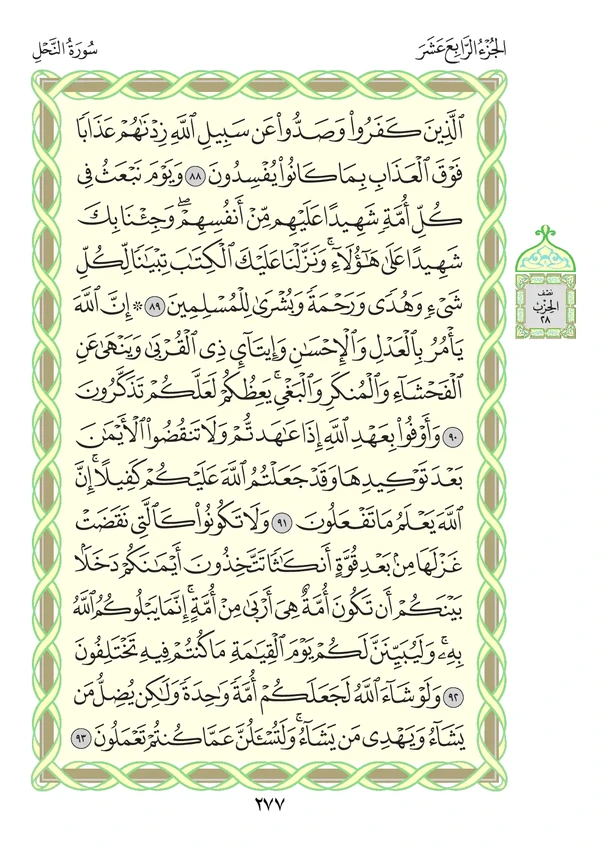 الجُزْءُ الرَّابِعَ عَشَرَ
سُورَةُ النَّحْلِ
ٱلَّذِينَ كَفَرُوا۟ وَصَدُّوا۟ عَن سَبِيلِ ٱللَّهِ زِدْنَٰهُمْ عَذَابًا
فَوْقَ ٱلْعَذَابِ بِمَا كَانُوا۟ يُفْسِدُونَ ٨٨ وَيَوْمَ نَبْعَثُ فِى
كُلِّ أُمَّةٍ شَهِيدًا عَلَيْهِم مِّنْ أَنفُسِهِمْ ۖ وَجِئْنَا بِكَ
شَهِيدًا عَلَىٰ هَٰٓؤُلَآءِ ۚ وَنَزَّلْنَا عَلَيْكَ ٱلْكِتَٰبَ تِبْيَٰنًا لِّكُلِّ
شَىْءٍ وَهُدًى وَرَحْمَةً وَبُشْرَىٰ لِلْمُسْلِمِينَ ٨٩ ۞ إِنَّ ٱللَّهَ
يَأْمُرُ بِٱلْعَدْلِ وَٱلْإِحْسَٰنِ وَإِيتَآئِ ذِى ٱلْقُرْبَىٰ وَيَنْهَىٰ عَنِ
ٱلْفَحْشَآءِ وَٱلْمُنكَرِ وَٱلْبَغْىِ ۚ يَعِظُكُمْ لَعَلَّكُمْ تَذَكَّرُونَ
٩٠ وَأَوْفُوا۟ بِعَهْدِ ٱللَّهِ إِذَا عَٰهَدتُّمْ وَلَا تَنقُضُوا۟ ٱلْأَيْمَٰنَ
بَعْدَ تَوْكِيدِهَا وَقَدْ جَعَلْتُمُ ٱللَّهَ عَلَيْكُمْ كَفِيلًا ۚ إِنَّ
ٱللَّهَ يَعْلَمُ مَا تَفْعَلُونَ ٩١ وَلَا تَكُونُوا۟ كَٱلَّتِى نَقَضَتْ
غَزْلَهَا مِنۢ بَعْدِ قُوَّةٍ أَنكَٰثًا تَتَّخِذُونَ أَيْمَٰنَكُمْ دَخَلًۢا
بَيْنَكُمْ أَن تَكُونَ أُمَّةٌ هِىَ أَرْبَىٰ مِنْ أُمَّةٍ ۚ إِنَّمَا يَبْلُوكُمُ ٱللَّهُ
بِهِۦ ۚ وَلَيُبَيِّنَنَّ لَكُمْ يَوْمَ ٱلْقِيَٰمَةِ مَا كُنتُمْ فِيهِ تَخْتَلِفُونَ
٩٢ وَلَوْ شَآءَ ٱللَّهُ لَجَعَلَكُمْ أُمَّةً وَٰحِدَةً وَلَٰكِن يُضِلُّ مَن
يَشَآءُ وَيَهْدِى مَن يَشَآءُ ۚ وَلَتُسْـَٔلُنَّ عَمَّا كُنتُمْ تَعْمَلُونَ ٩٣
نصف
الحِزْب
٢٨
٢٧٧